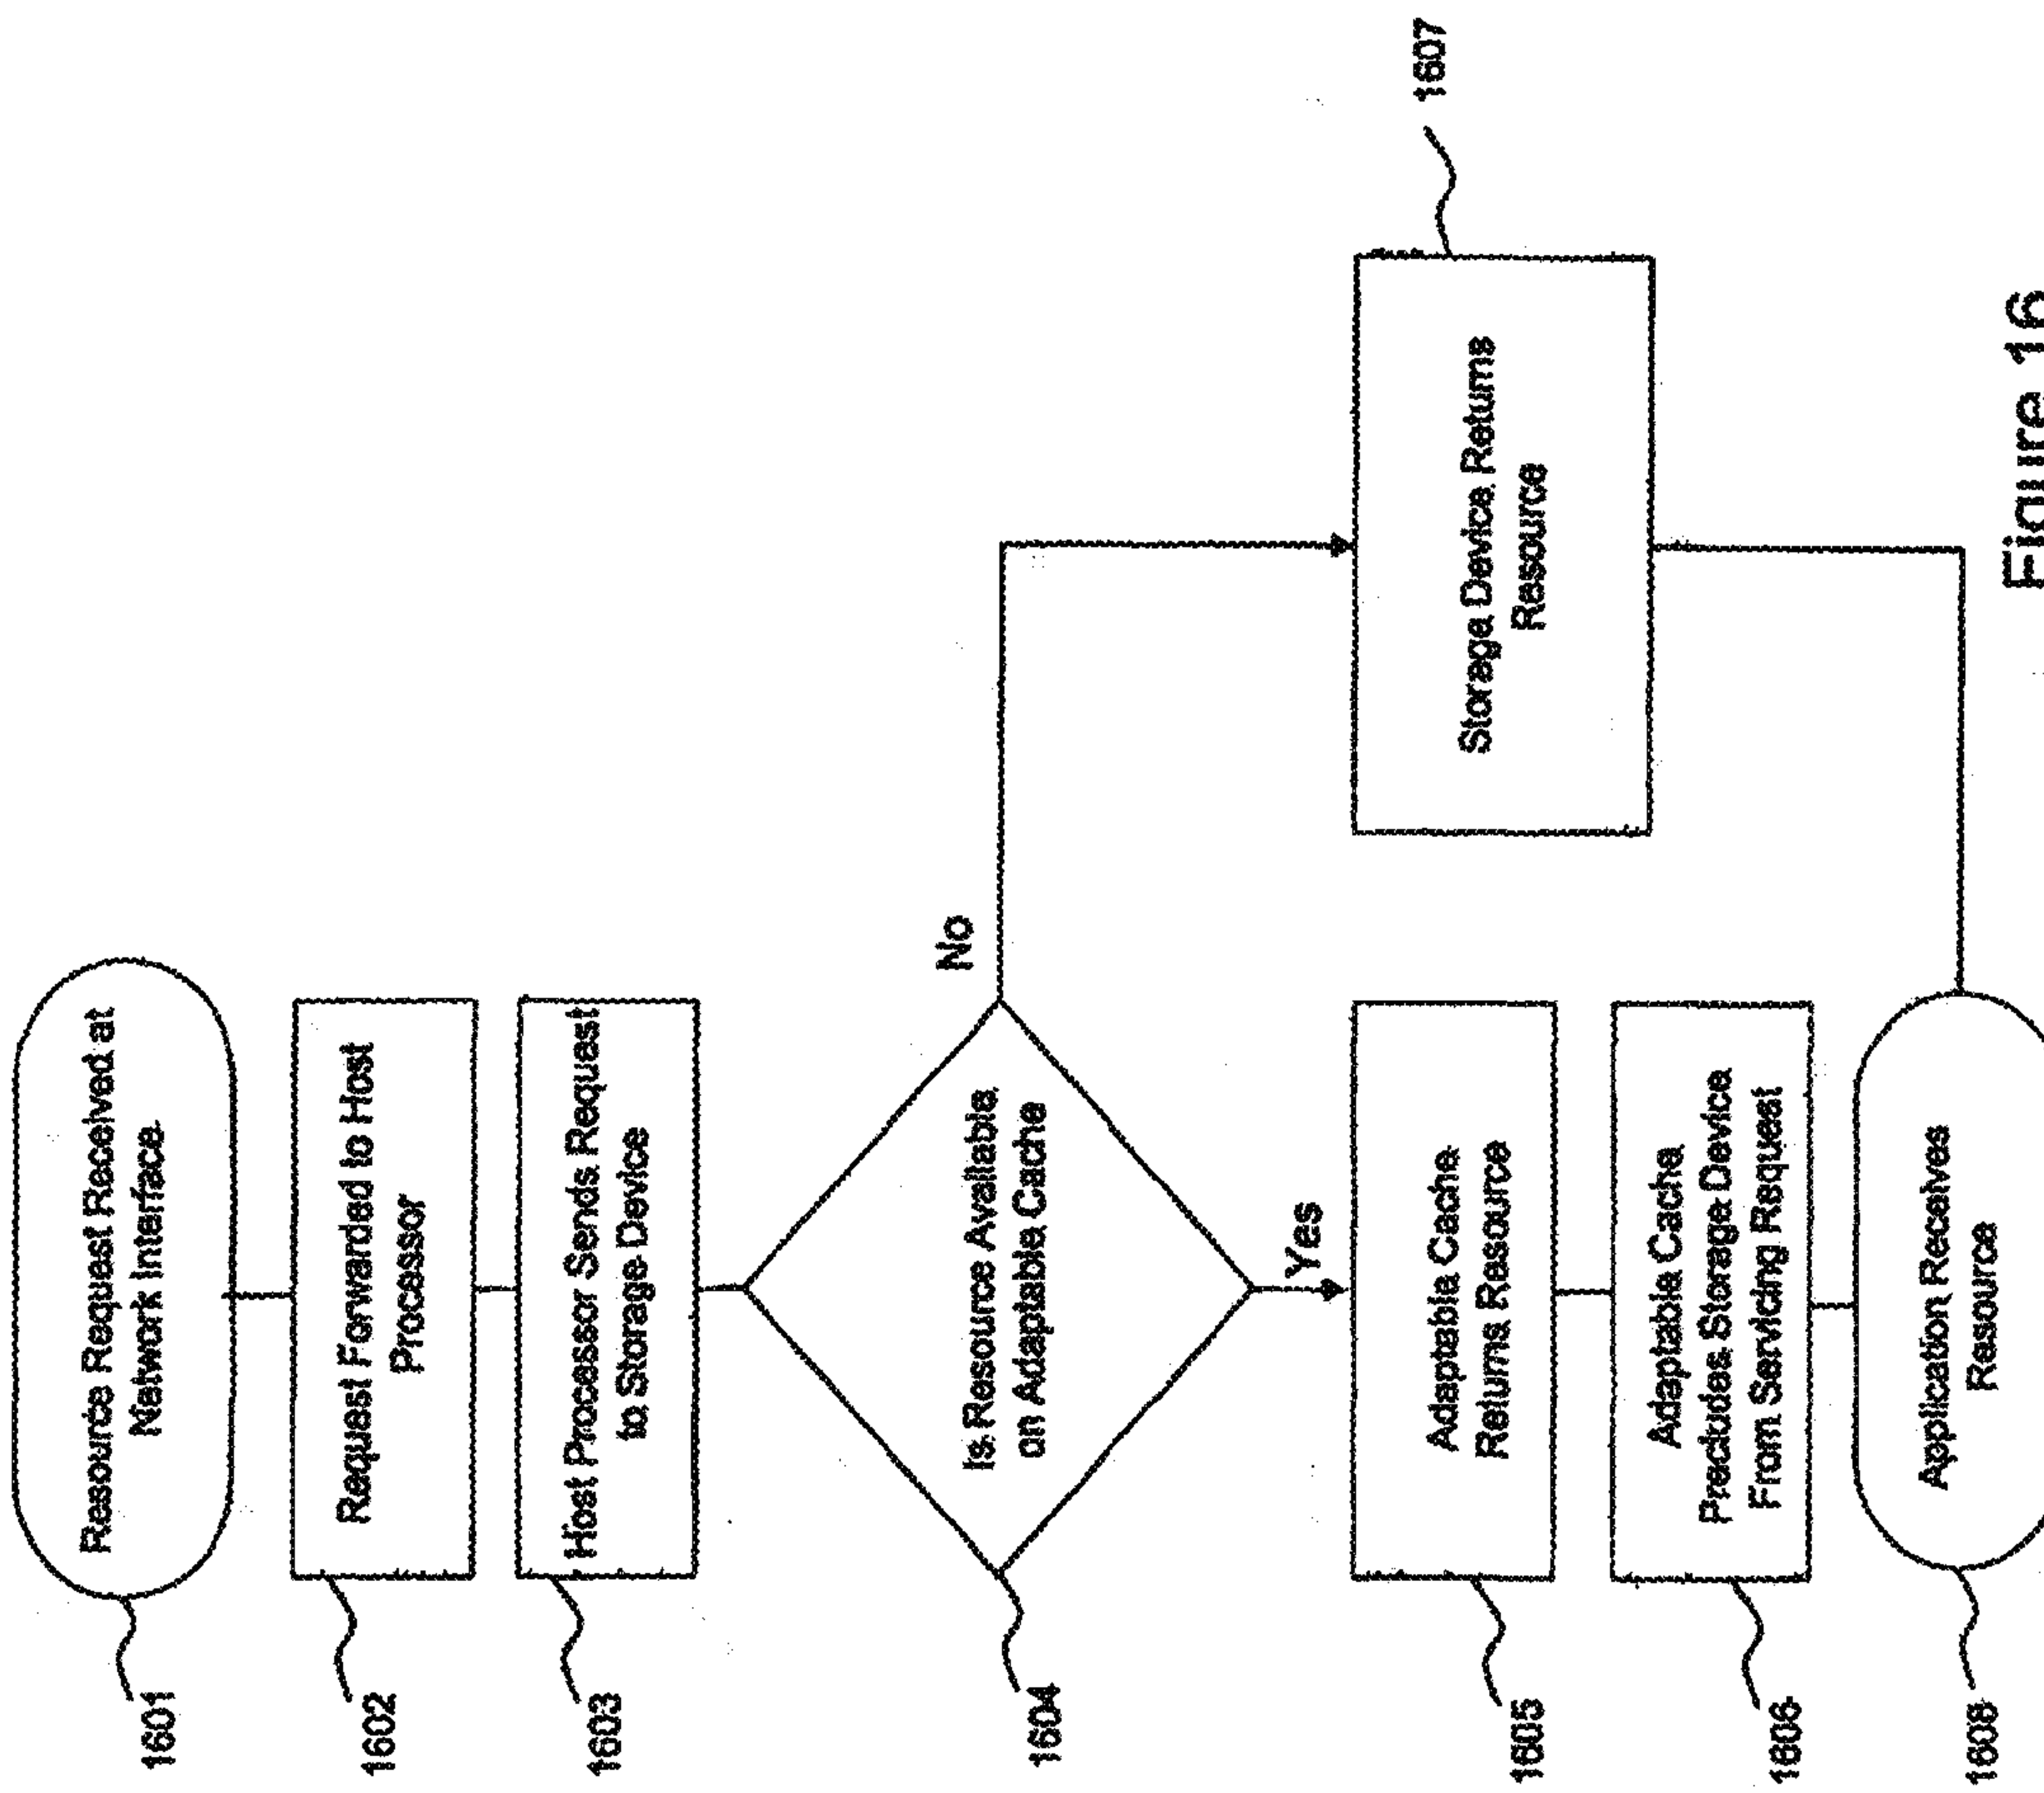 Resource Request Received at
Network Interface
1601
Request Forwarded to Host
Processor
1602
Host Processor Sends Request
to Storage Device
1603
Is Resource Available
on Adaptable Cache
1604
No
Yes
Adaptable Cache
Returns Resource
1605
Adaptable Cache
Precludes Storage Device
From Servicing Request
1606
Storage Device Returns
Resource
1607
Application Receives
Resource
1608
Figure 16